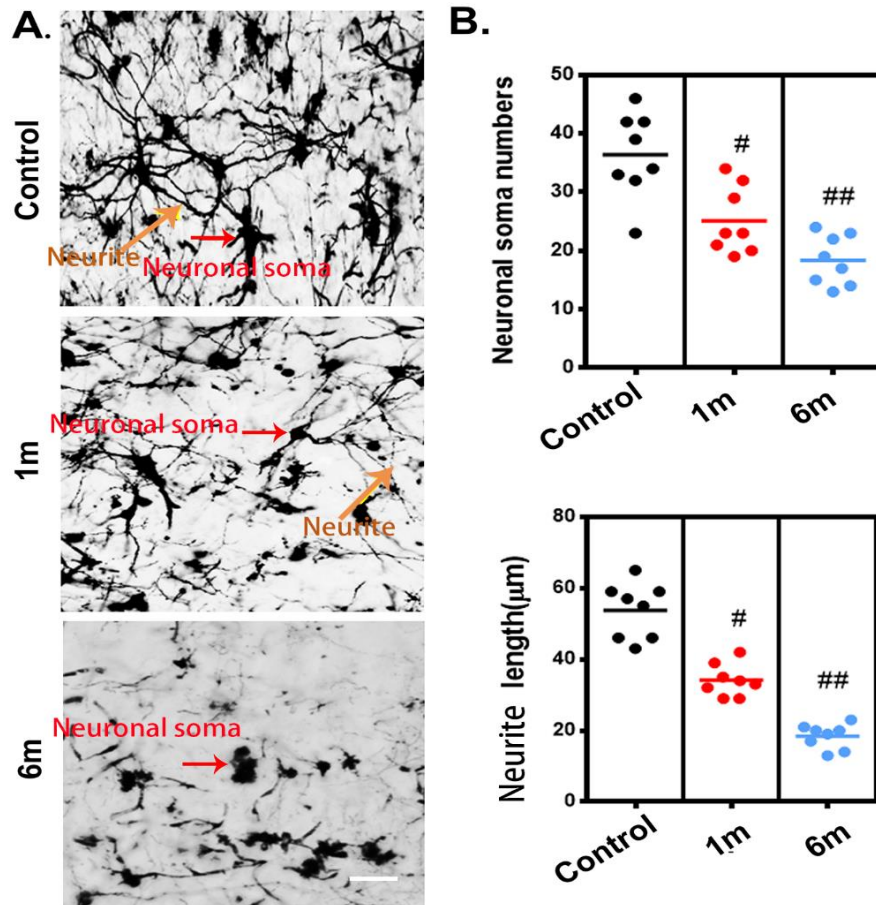 A.
Control
Neurite
Neuronal soma
1m
Neuronal soma
Neurite
6m
Neuronal soma
B.
Neuronal soma numbers
50
40
30
20
10
0
#
##
Control
1m
6m
Neurite length(μm)
80
60
40
20
0
#
##
Control
1m
6m